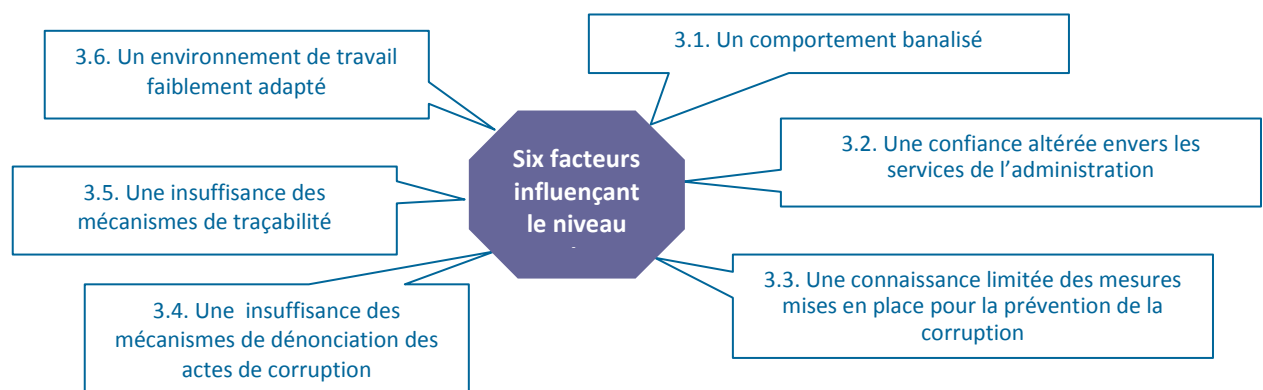 3.1. Un comportement banalisé
3.6. Un environnement de travail
faiblement adapté
Six facteurs
influençant
le niveau
3.2. Une confiance altérée envers les
services de l'administration
3.5. Une insuffisance des
mécanismes de traçabilité
3.3. Une connaissance limitée des mesures
mises en place pour la prévention de la
corruption
3.4. Une  insuffisance des
mécanismes de dénonciation des
actes de corruption